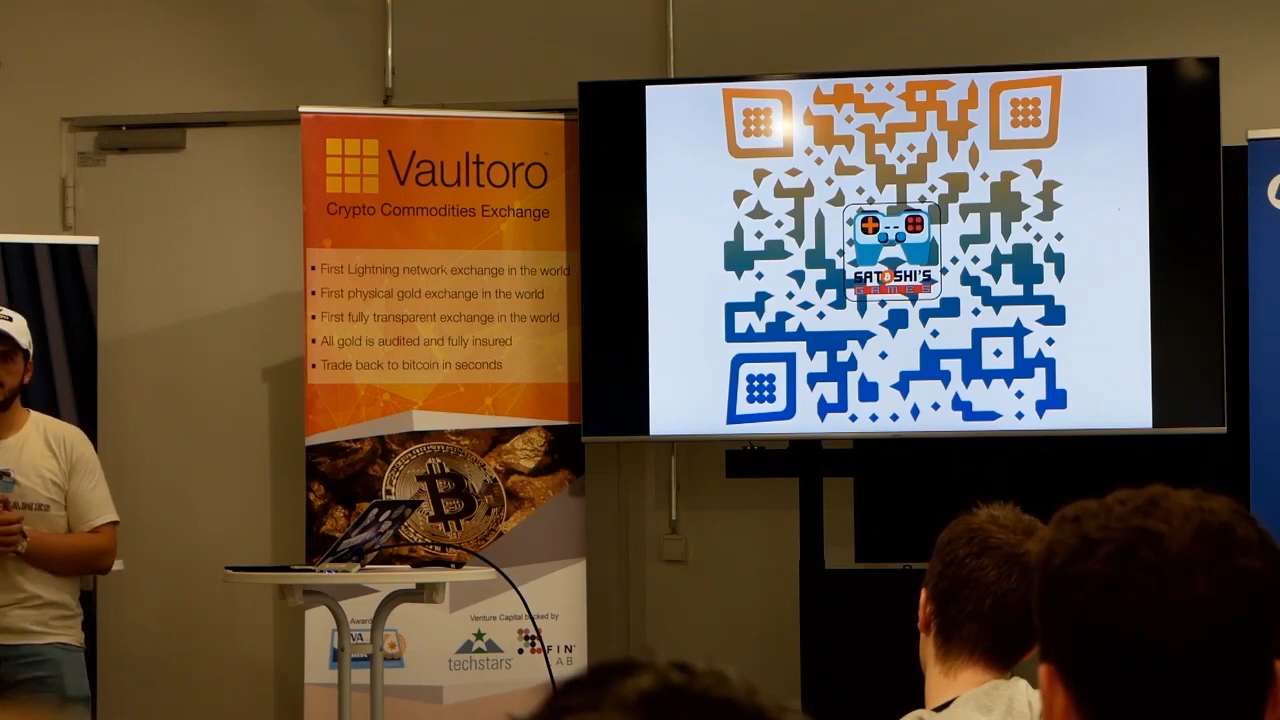 Vaultoro
Crypto Commodities Exchange
First Lightning network exchange in the world
First physical gold exchange in the world
First fully transparent exchange in the world
All gold is audited and fully insured
Trade back to bitcoin in seconds
SATOSHI'S
GAMES
Award
Venture Capital backed by
techstars
FIN
LAB